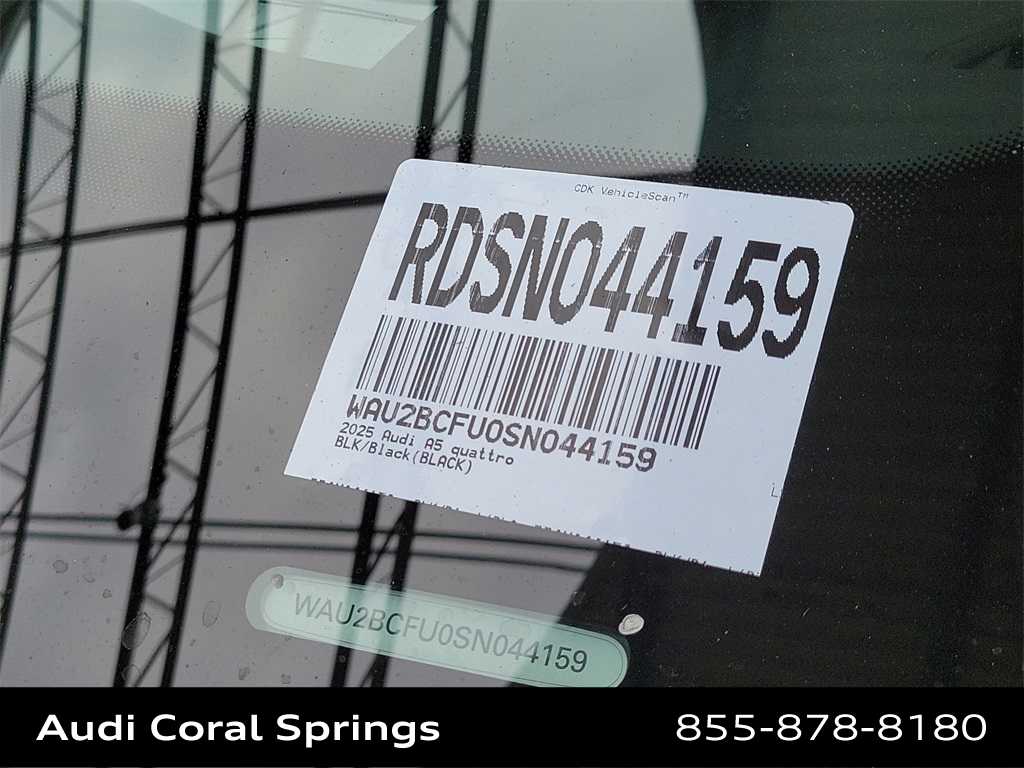 CDK VehicleScan™
RDSN044159
WAU2BCFU0SN044159
2025 Audi A5 quattro
BLK/Black(BLACK)
WAU2BCFU0SN044159
Audi Coral Springs 855-878-8180